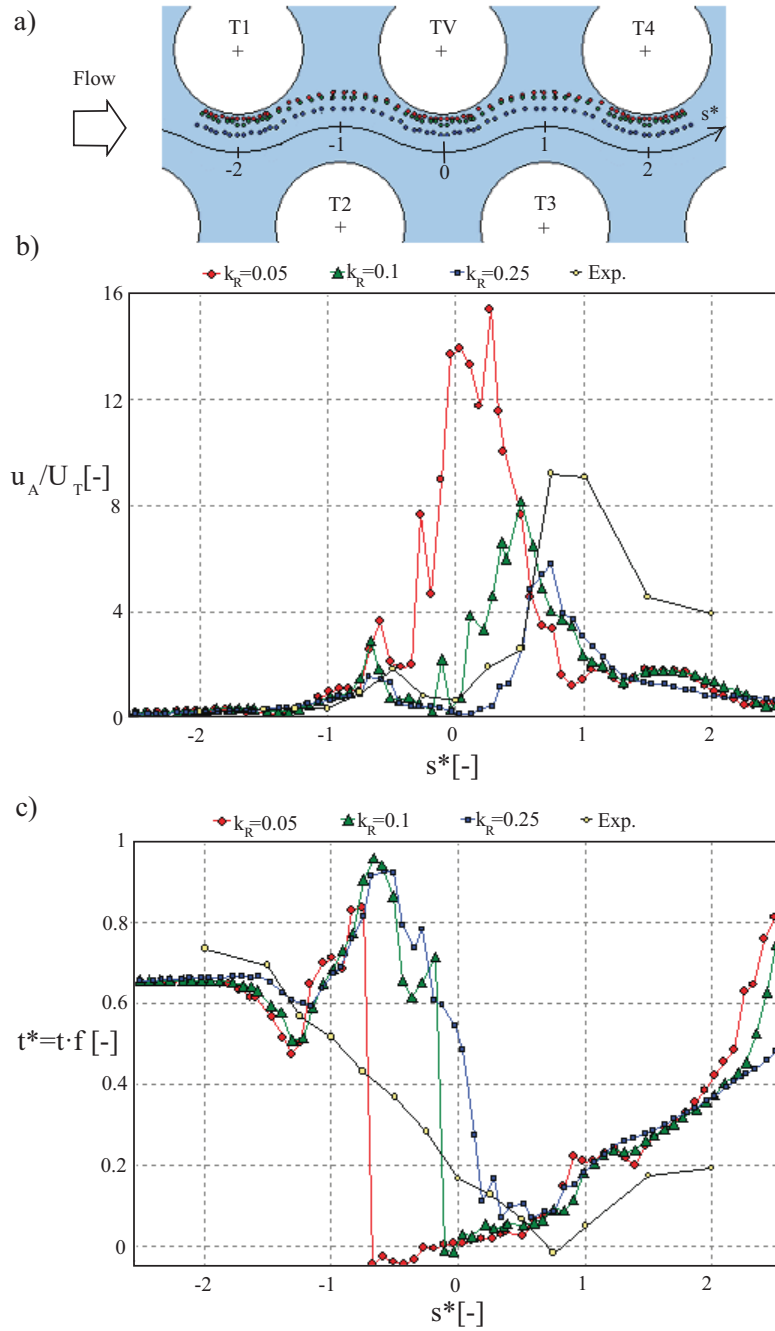 a)
T1 TV T4
Flow
s*
-2 -1 0 1 2
T2 T3
b)
k_R=0.05 k_R=0.1 k_R=0.25 Exp.
16
12
8
4
0
u_A/U_T[-]
-2 -1 0 1 2
s*[-]
c)
k_R=0.05 k_R=0.1 k_R=0.25 Exp.
1
0.8
0.6
0.4
0.2
0
t*=t·f [-]
-2 -1 0 1 2
s*[-]